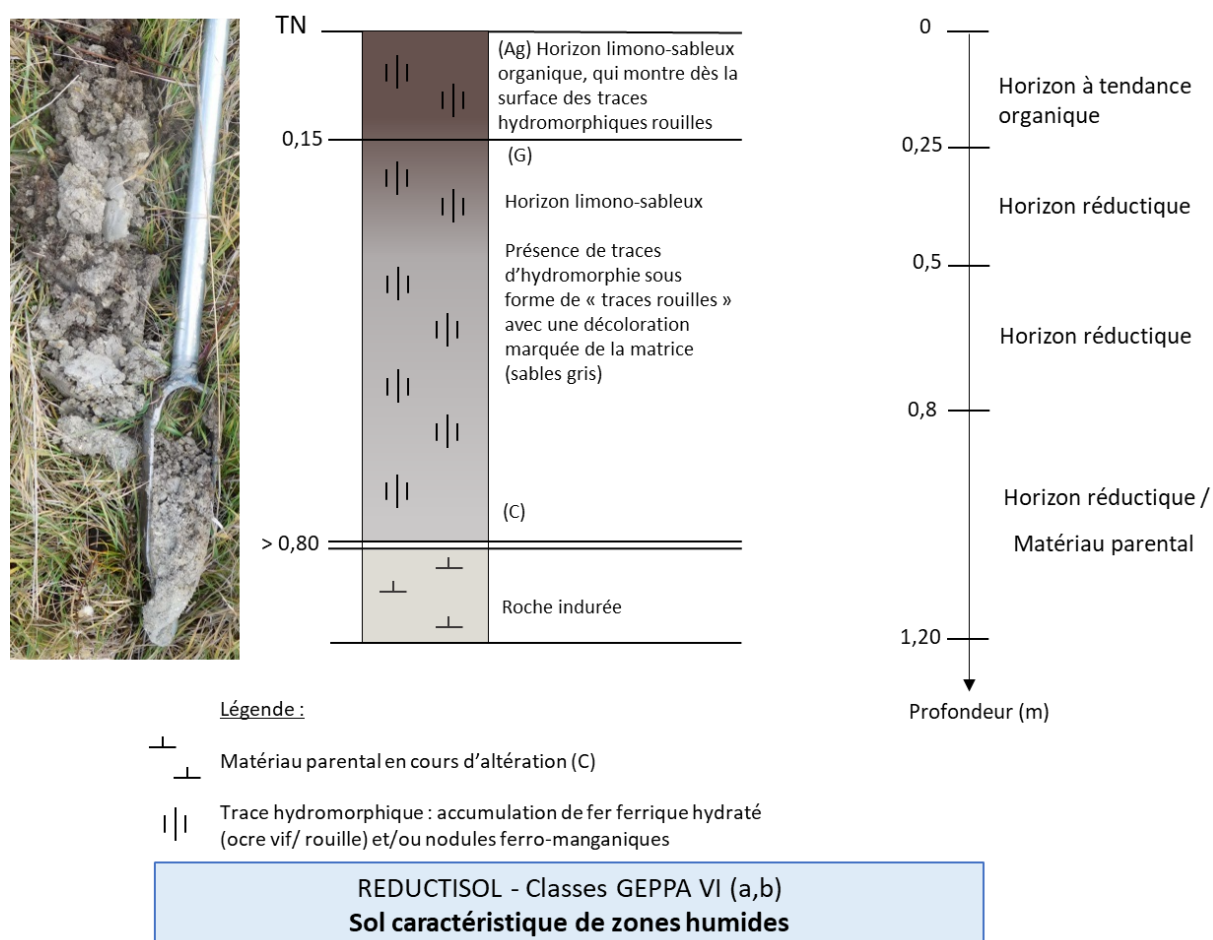 TN
(Ag) Horizon limono-sableux
organique, qui montre dès la
surface des traces
hydromorphiques rouilles
0,15
(G)
Horizon limono-sableux
Présence de traces
d'hydromorphie sous
forme de « traces rouilles »
avec une décoloration
marquée de la matrice
(sables gris)
(C)
> 0,80
Roche indurée
0
Horizon à tendance
organique
0,25
Horizon réductique
0,5
Horizon réductique
0,8
Horizon réductique /
Matériau parental
1,20
Profondeur (m)
Légende :
Matériau parental en cours d'altération (C)
Trace hydromorphique : accumulation de fer ferrique hydraté
(ocre vif/ rouille) et/ou nodules ferro-manganiques
REDUCTISOL - Classes GEPPA VI (a,b)
Sol caractéristique de zones humides